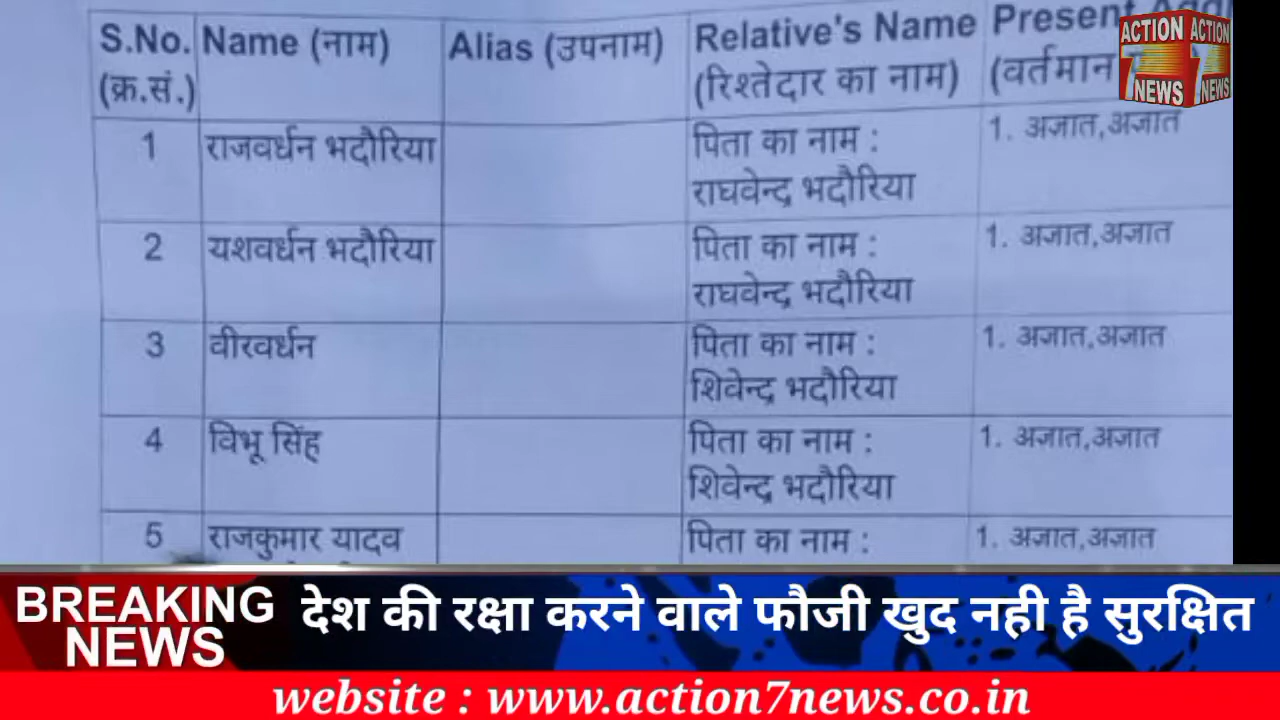 S.No. Name (नाम) Alias (उपनाम) Relative's Name Present
(क्र.सं.) (रिश्तेदार का नाम) (वर्तमान
1 राजवर्धन भदौरिया पिता का नाम : 1. अज्ञात,अज्ञात
राघवेन्द्र भदौरिया
2 यशवर्धन भदौरिया पिता का नाम : 1. अज्ञात,अज्ञात
राघवेन्द्र भदौरिया
3 वीरवर्धन पिता का नाम : 1. अज्ञात,अज्ञात
शिवेन्द्र भदौरिया
4 विभू सिंह पिता का नाम : 1. अज्ञात,अज्ञात
शिवेन्द्र भदौरिया
5 राजकुमार यादव पिता का नाम : 1. अज्ञात,अज्ञात
ACTION ACTION
7 7
NEWS NEWS
BREAKING NEWS देश की रक्षा करने वाले फौजी खुद नही है सुरक्षित
website : www.action7news.co.in